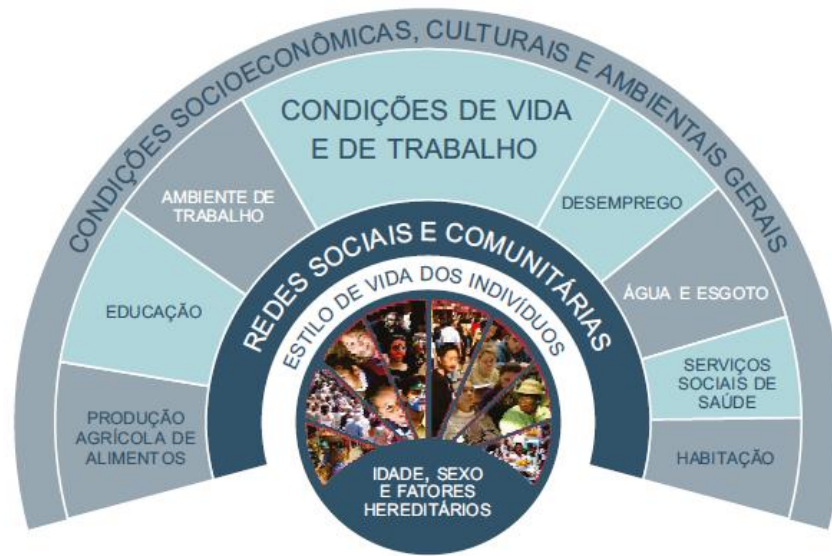 CONDIÇÕES SOCIOECONÔMICAS, CULTURAIS E AMBIENTAIS GERAIS
CONDIÇÕES DE VIDA
E DE TRABALHO
AMBIENTE DE
TRABALHO
DESEMPREGO
EDUCAÇÃO
ÁGUA E ESGOTO
PRODUÇÃO
AGRÍCOLA DE
ALIMENTOS
SERVIÇOS
SOCIAIS DE
SAÚDE
HABITAÇÃO
REDES SOCIAIS E COMUNITÁRIAS
ESTILO DE VIDA DOS INDIVÍDUOS
IDADE, SEXO
E FATORES
HEREDITÁRIOS